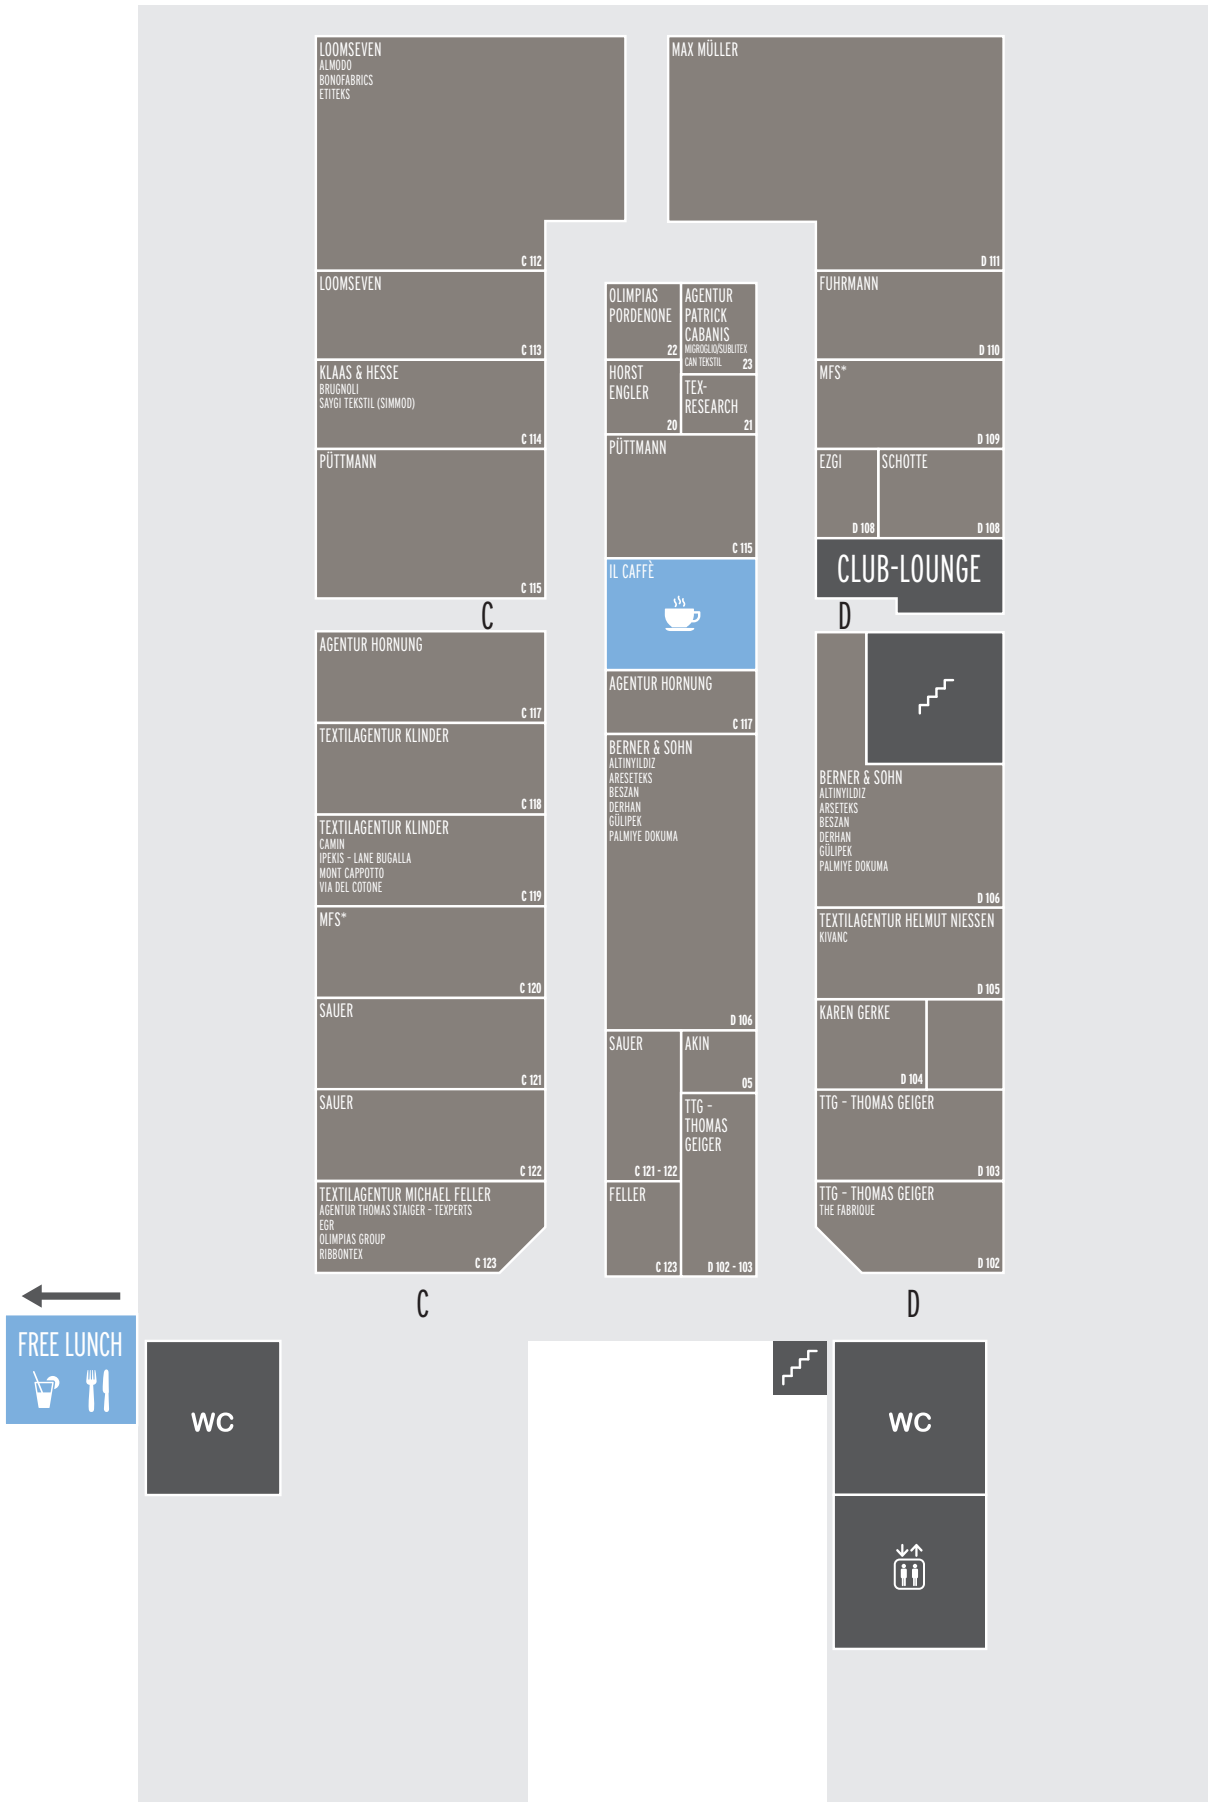 LOOMSEVEN
ALMODO
BONOFABRICS
ETITEKS
C 112
LOOMSEVEN
C 113
KLAAS & HESSE
BRUGNOLI
SAYGI TEKSTIL (SIMMOD)
C 114
PÜTTMANN
C 115
C
AGENTUR HORNUNG
C 117
TEXTILAGENTUR KLINDER
C 118
TEXTILAGENTUR KLINDER
CAMIN
IPEKIS - LANE BUGALLA
MONT CAPPOTTO
VIA DEL COTONE
C 119
MFS*
C 120
SAUER
C 121
SAUER
C 122
TEXTILAGENTUR MICHAEL FELLER
AGENTUR THOMAS STAIGER - TEXPERTS
EGR
OLIMPIAS GROUP
RIBBONTEX
C 123
C
OLIMPIAS
PORDENONE
22
AGENTUR
PATRICK
CABANIS
MIGROGLIO/SUBLITEX
CAN TEKSTIL
23
HORST
ENGLER
20
TEX-
RESEARCH
21
PÜTTMANN
C 115
IL CAFFÈ
AGENTUR HORNUNG
C 117
BERNER & SOHN
ALTINYILDIZ
ARESETEKS
BESZAN
DERHAN
GÜLIPEK
PALMIYE DOKUMA
D 106
SAUER
C 121 - 122
AKIN
05
TTG -
THOMAS
GEIGER
D 102 - 103
FELLER
C 123
MAX MÜLLER
D 111
FUHRMANN
D 110
MFS*
D 109
EZGI
D 108
SCHOTTE
D 108
CLUB-LOUNGE
D
BERNER & SOHN
ALTINYILDIZ
ARSETEKS
BESZAN
DERHAN
GÜLIPEK
PALMIYE DOKUMA
D 106
TEXTILAGENTUR HELMUT NIESSEN
KIVANC
D 105
KAREN GERKE
D 104
TTG - THOMAS GEIGER
D 103
TTG - THOMAS GEIGER
THE FABRIQUE
D 102
D
FREE LUNCH
WC
WC